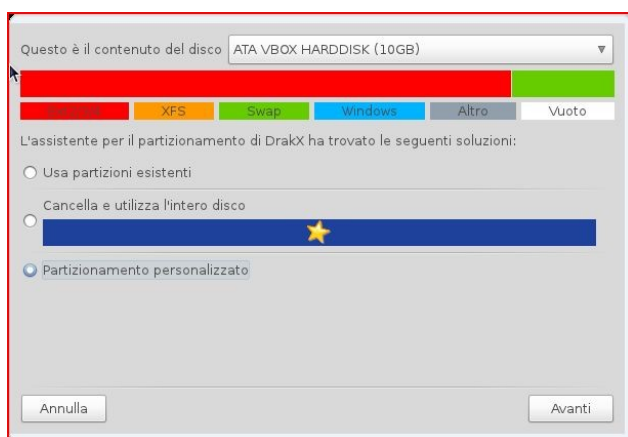 Questo è il contenuto del disco ATA VBOX HARDDISK (10GB)
XFS Swap Windows Altro Vuoto
L'assistente per il partizionamento di DrakX ha trovato le seguenti soluzioni:
Usa partizioni esistenti
Cancella e utilizza l'intero disco
Partizionamento personalizzato
Annulla Avanti